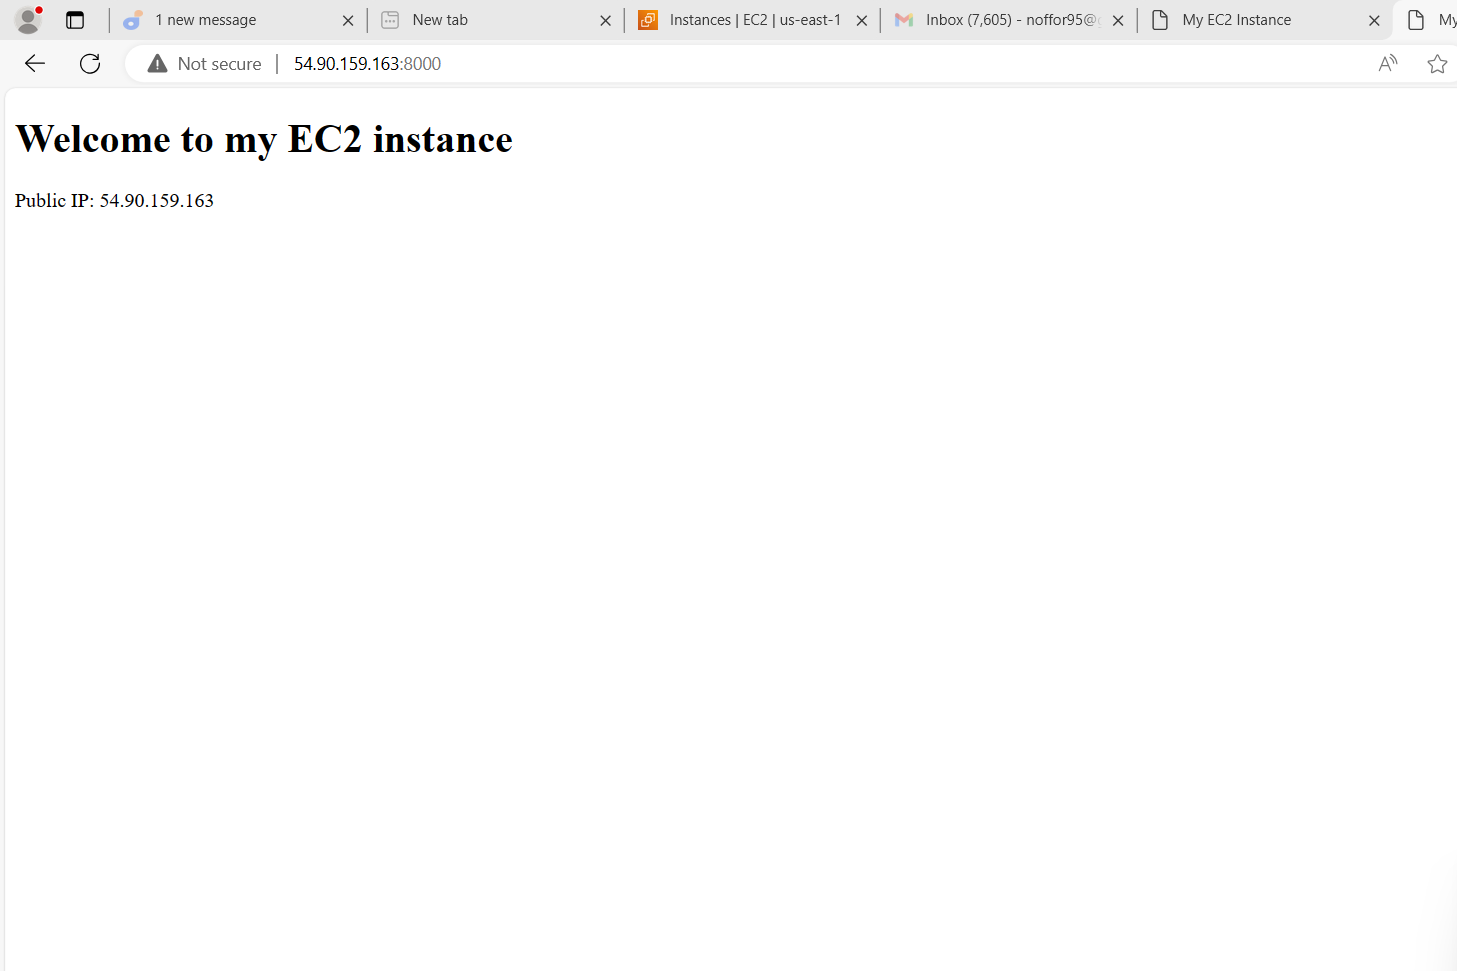 1 new message
New tab
Instances | EC2 | us-east-1
Inbox (7,605) - noffor95@
My EC2 Instance
My
Not secure
54.90.159.163:8000
Welcome to my EC2 instance
Public IP: 54.90.159.163